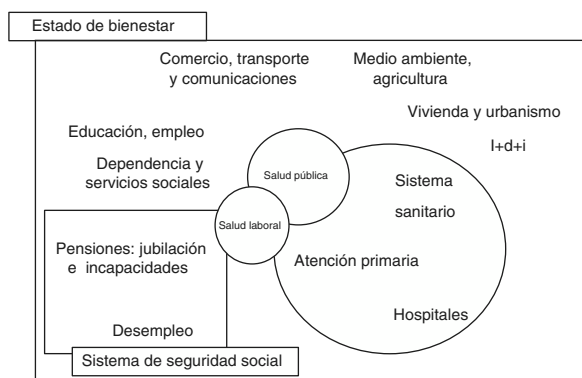 Estado de bienestar
Comercio, transporte
y comunicaciones
Medio ambiente,
agricultura
Vivienda y urbanismo
I+d+i
Educación, empleo
Dependencia y
servicios sociales
Salud pública
Sistema
sanitario
Salud laboral
Pensiones: jubilación
e incapacidades
Atención primaria
Hospitales
Desempleo
Sistema de seguridad social